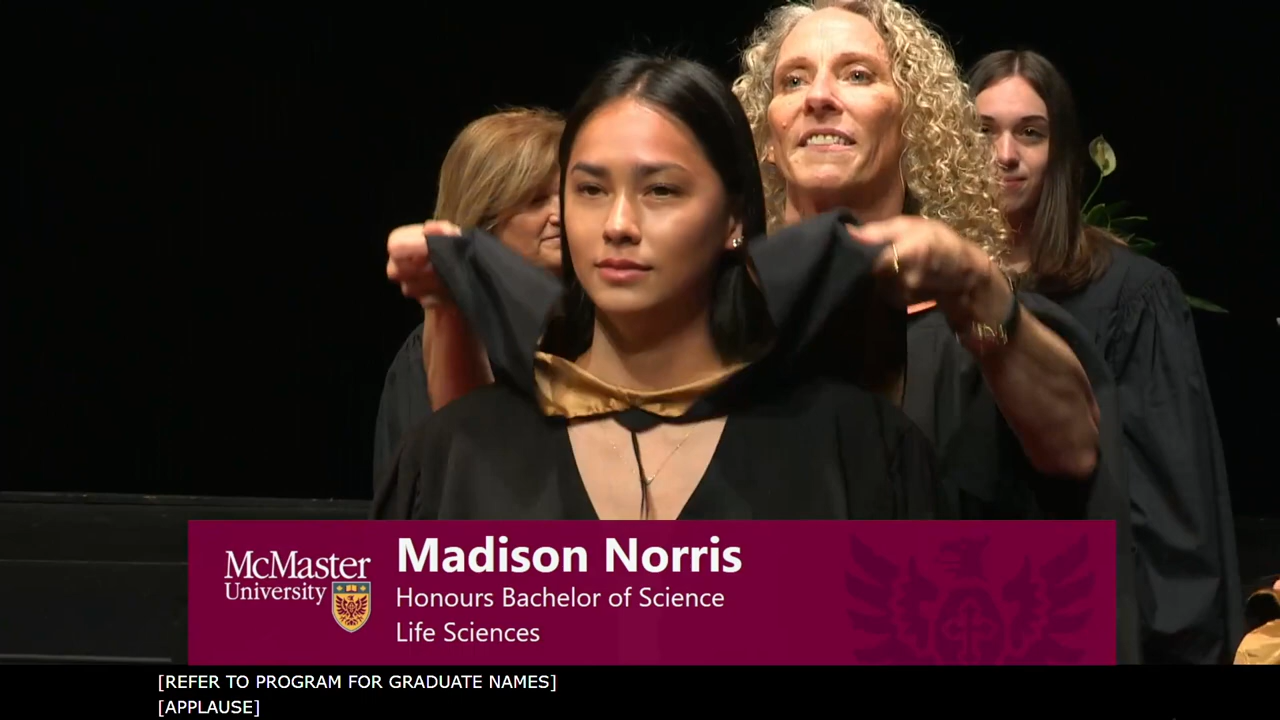 McMaster
University
Madison Norris
Honours Bachelor of Science
Life Sciences
[REFER TO PROGRAM FOR GRADUATE NAMES]
[APPLAUSE]